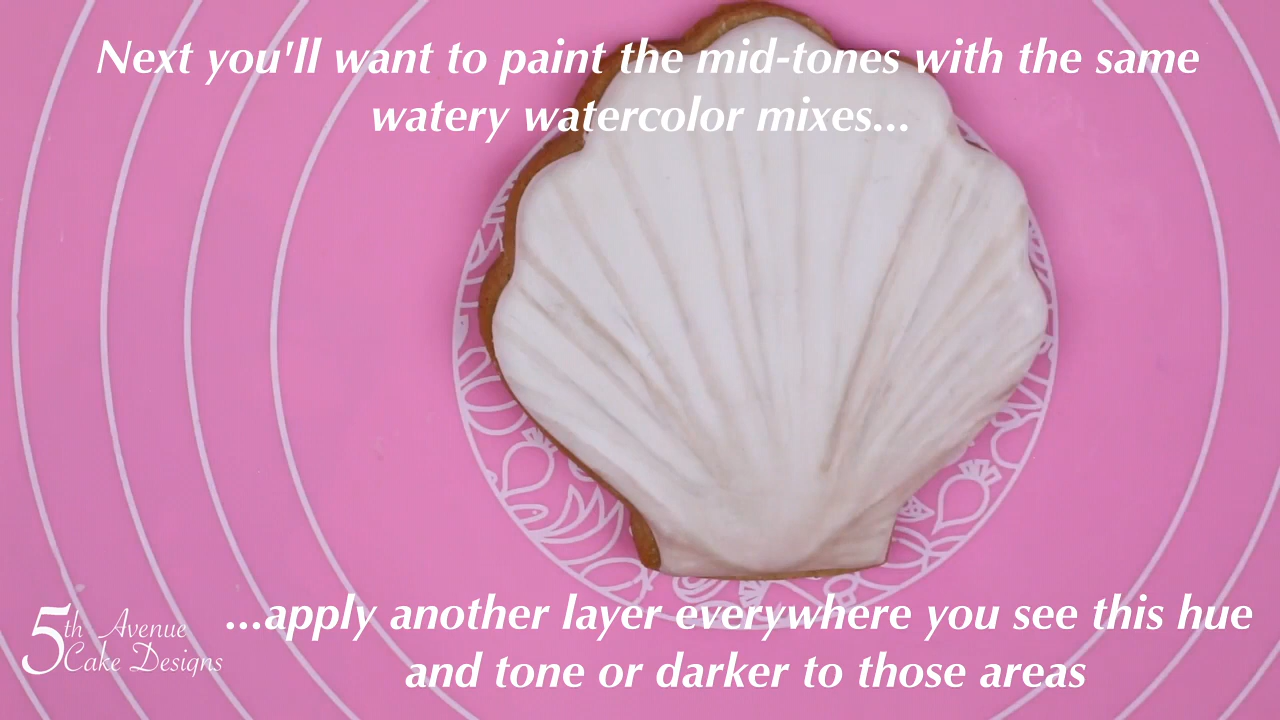 Next you'll want to paint the mid-tones with the same
watery watercolor mixes...
...apply another layer everywhere you see this hue
and tone or darker to those areas
5th Avenue
Cake Designs